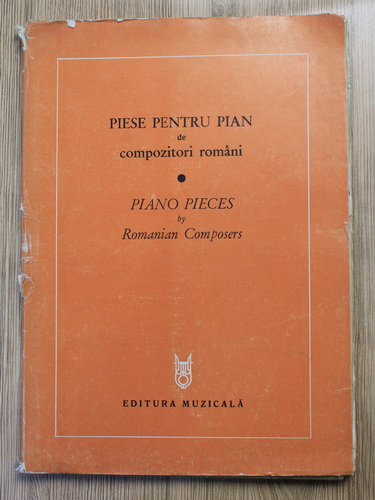 PIESE PENTRU PIAN
de
compozitori români
PIANO PIECES
by
Romanian Composers
EDITURA MUZICALĂ